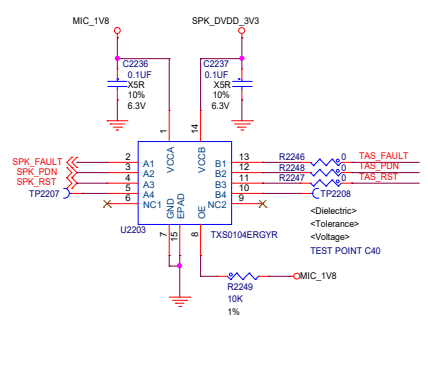 MIC_1V8
SPK_DVDD_3V3
C2236
0.1UF
X5R
10%
6.3V
C2237
0.1UF
X5R
10%
6.3V
1
14
VCCA
VCCB
SPK_FAULT
SPK_PDN
SPK_RST
TP2207
2
3
4
5
6
A1
A2
A3
A4
NC1
B1
B2
B3
B4
NC2
13
12
11
10
9
R2246
R2248
R2247
0
0
0
TAS_FAULT
TAS_PDN
TAS_RST
TP2208
GND
EPAD
OE
U2203
TXS0104ERGYR
7
15
8
<Dielectric>
<Tolerance>
<Voltage>
TEST POINT C40
R2249
10K
1%
MIC_1V8